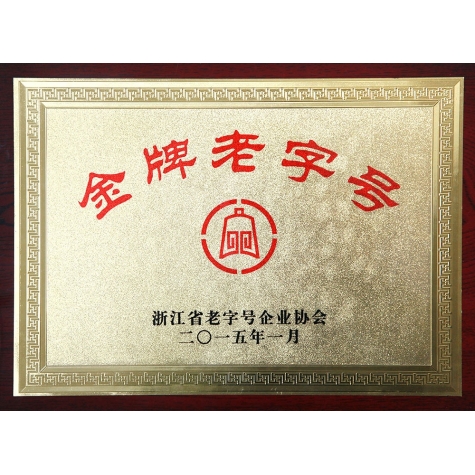 金牌老字号
浙江省老字号企业协会
二〇一五年一月